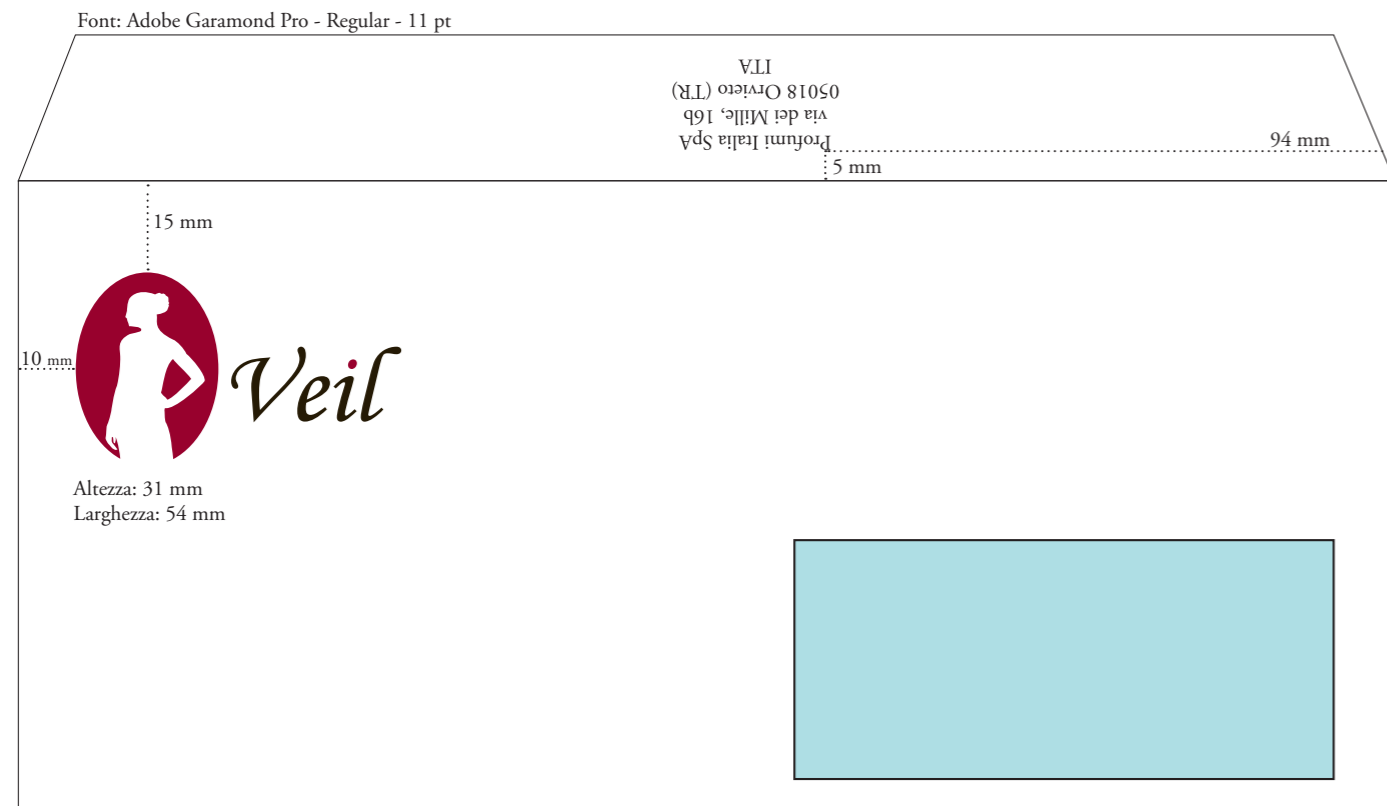 Font: Adobe Garamond Pro - Regular - 11 pt
Profumi Italia SpA
via dei Mille, 16b
05018 Orvieto (TR)
ITA
94 mm
5 mm
15 mm
10 mm
Veil
Altezza: 31 mm
Larghezza: 54 mm